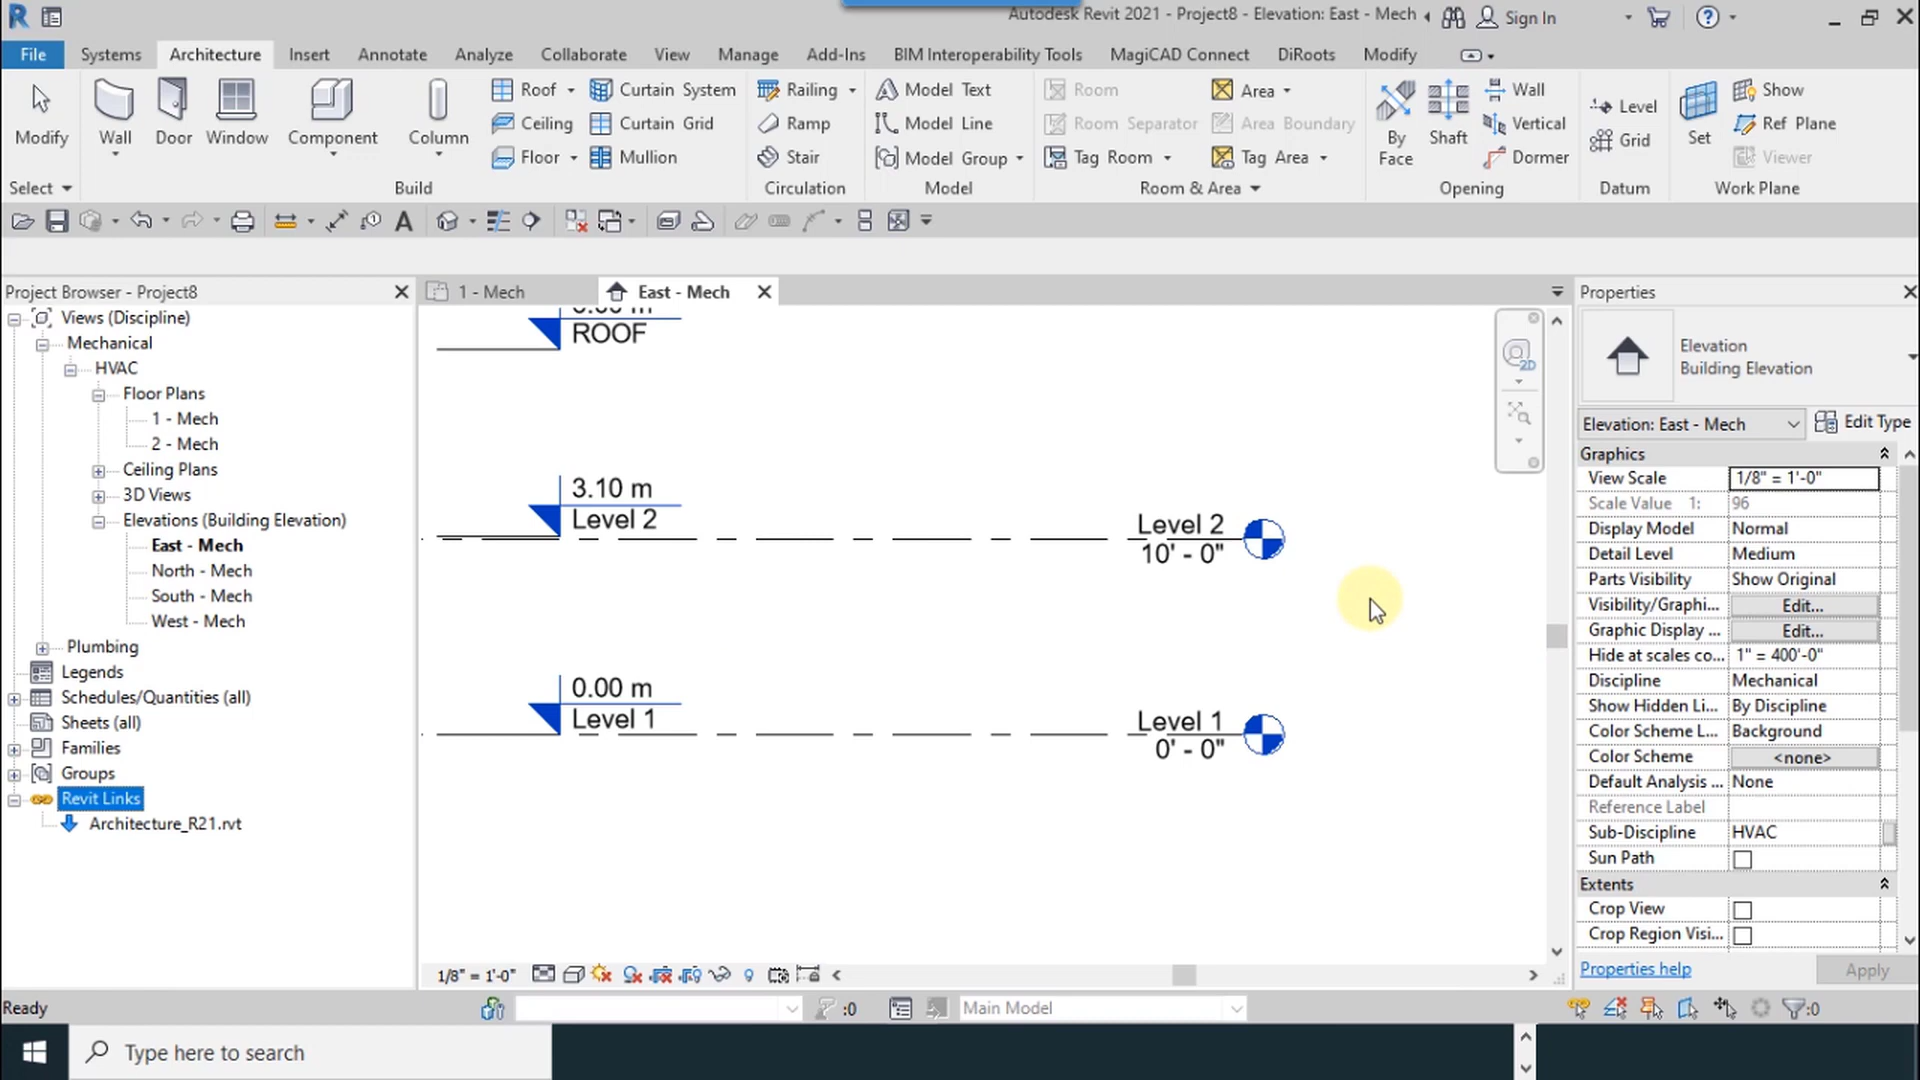 Autodesk Revit 2021 - Project8 - Elevation: East - Mech
Sign In
File Systems Architecture Insert Annotate Analyze Collaborate View Manage Add-Ins BIM Interoperability Tools MagiCAD Connect DiRoots Modify
Modify
Wall
Door
Window
Component
Column
Roof
Ceiling
Floor
Curtain System
Curtain Grid
Mullion
Railing
Ramp
Stair
Model Text
Model Line
Model Group
Room
Room Separator
Tag Room
Area
Area Boundary
Tag Area
By Face
Shaft
Wall
Vertical
Dormer
Level
Grid
Set
Show
Ref Plane
Viewer
Select
Build
Circulation
Model
Room & Area
Opening
Datum
Work Plane
Project Browser - Project8
Views (Discipline)
Mechanical
HVAC
Floor Plans
1 - Mech
2 - Mech
Ceiling Plans
3D Views
Elevations (Building Elevation)
East - Mech
North - Mech
South - Mech
West - Mech
Plumbing
Legends
Schedules/Quantities (all)
Sheets (all)
Families
Groups
Revit Links
Architecture_R21.rvt
1 - Mech
East - Mech
ROOF
3.10 m
Level 2
Level 2
10' - 0"
0.00 m
Level 1
Level 1
0' - 0"
2D
1/8" = 1'-0"
Properties
Elevation
Building Elevation
Elevation: East - Mech
Edit Type
Graphics
View Scale 1/8" = 1'-0"
Scale Value 1: 96
Display Model Normal
Detail Level Medium
Parts Visibility Show Original
Visibility/Graphi... Edit...
Graphic Display ... Edit...
Hide at scales co... 1" = 400'-0"
Discipline Mechanical
Show Hidden Li... By Discipline
Color Scheme L... Background
Color Scheme <none>
Default Analysis ... None
Reference Label
Sub-Discipline HVAC
Sun Path
Extents
Crop View
Crop Region Visi...
Properties help
Apply
Ready
:0
Main Model
:0
Type here to search